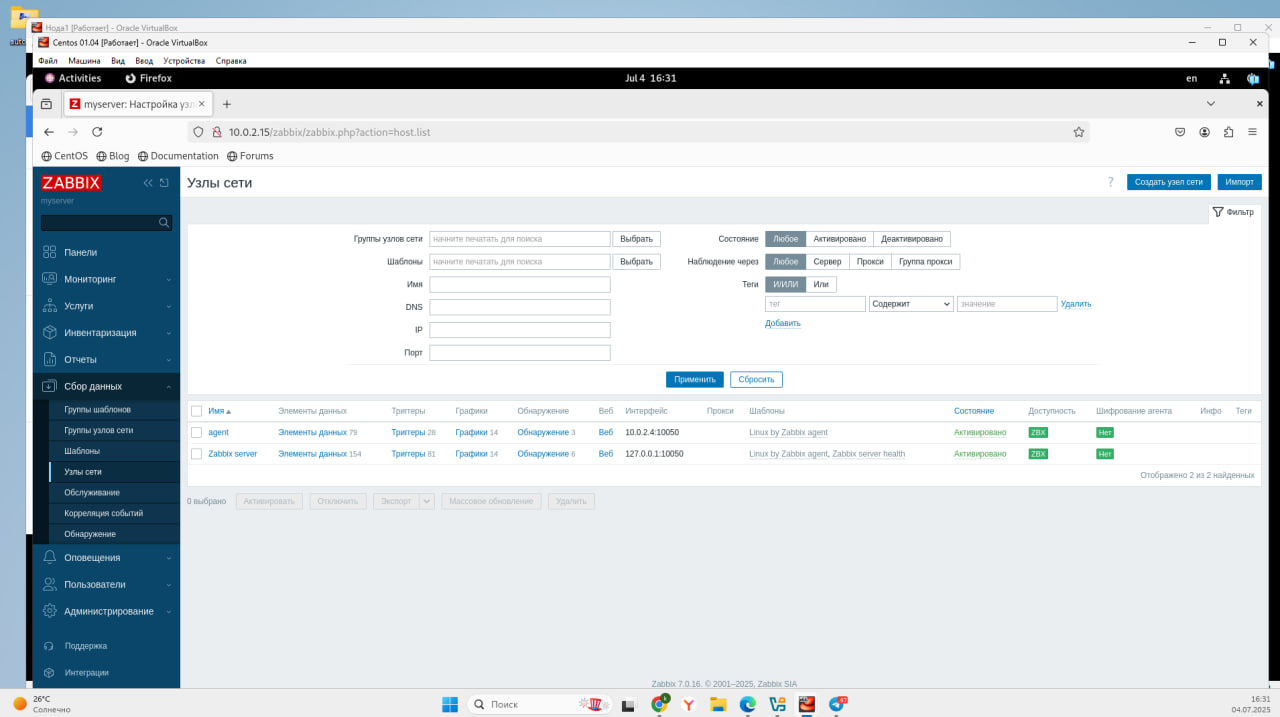 Нода1 [Работает] - Oracle VirtualBox
Centos 01.04 [Работает] - Oracle VirtualBox
Файл Машина Вид Ввод Устройства Справка
Activities Firefox Jul 4 16:31 en
myserver: Настройка узл
10.0.2.15/zabbix/zabbix.php?action=host.list
CentOS Blog Documentation Forums
ZABBIX
myserver
Панели
Мониторинг
Услуги
Инвентаризация
Отчеты
Сбор данных
Группы шаблонов
Группы узлов сети
Шаблоны
Узлы сети
Обслуживание
Корреляция событий
Обнаружение
Оповещения
Пользователи
Администрирование
Поддержка
Интеграции
Узлы сети ? Создать узел сети Импорт
Фильтр
Группы узлов сети начните печатать для поиска Выбрать Состояние Любое Активировано Деактивировано
Шаблоны начните печатать для поиска Выбрать Наблюдение через Любое Сервер Прокси Группа прокси
Имя Теги И/ИЛИ Или
тег Содержит значение Удалить
DNS
Добавить
IP
Порт
Применить Сбросить
Имя Элементы данных Триггеры Графики Обнаружение Веб Интерфейс Прокси Шаблоны Состояние Доступность Шифрование агента Инфо Теги
agent Элементы данных 79 Триггеры 28 Графики 14 Обнаружение 3 Веб 10.0.2.4:10050 Linux by Zabbix agent Активировано ZBX Нет
Zabbix server Элементы данных 154 Триггеры 81 Графики 14 Обнаружение 6 Веб 127.0.0.1:10050 Linux by Zabbix agent, Zabbix server health Активировано ZBX Нет
Отображено 2 из 2 найденных
0 выбрано Активировать Отключить Экспорт Массовое обновление Удалить
Zabbix 7.0.16. © 2001–2025, Zabbix SIA
26°C
Солнечно
Поиск
16:31
04.07.2025